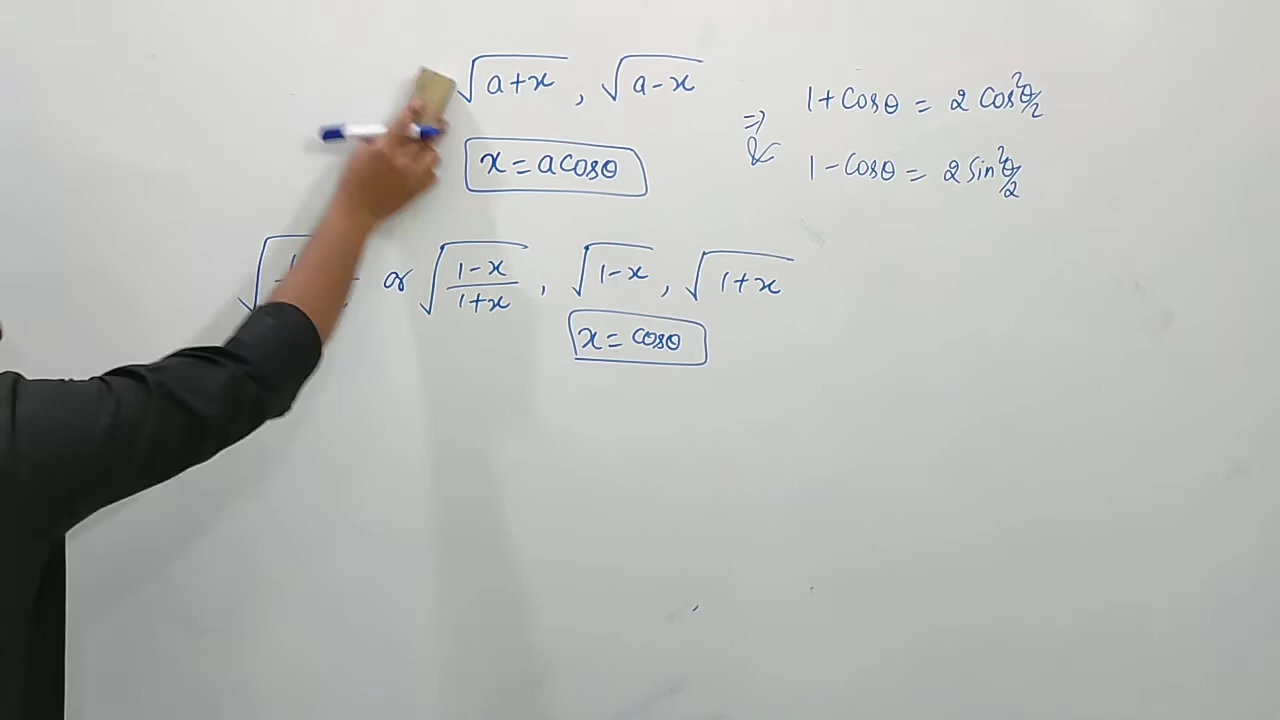 √(a+x) , √(a-x)
⇒ 1+cosθ = 2 cos²θ/2
x = a cosθ
& 1-cosθ = 2 sin²θ/2
or √((1-x)/(1+x)) , √(1-x) , √(1+x)
x = cosθ